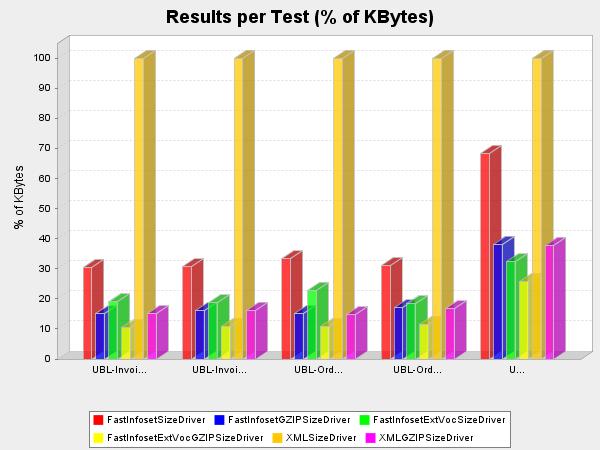 Results per Test (% of KBytes)
% of KBytes
100
90
80
70
60
50
40
30
20
10
0
UBL-Invoi... UBL-Invoi... UBL-Ord... UBL-Ord... U...
FastInfosetSizeDriver FastInfosetGZIPSizeDriver FastInfosetExtVocSizeDriver
FastInfosetExtVocGZIPSizeDriver XMLSizeDriver XMLGZIPSizeDriver